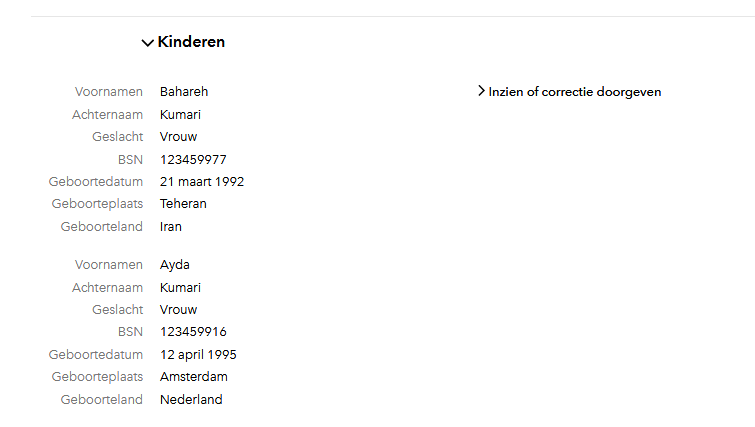 Kinderen
Voornamen Bahareh
Inzien of correctie doorgeven
Achternaam Kumari
Geslacht Vrouw
BSN 123459977
Geboortedatum 21 maart 1992
Geboorteplaats Teheran
Geboorteland Iran
Voornamen Ayda
Achternaam Kumari
Geslacht Vrouw
BSN 123459916
Geboortedatum 12 april 1995
Geboorteplaats Amsterdam
Geboorteland Nederland